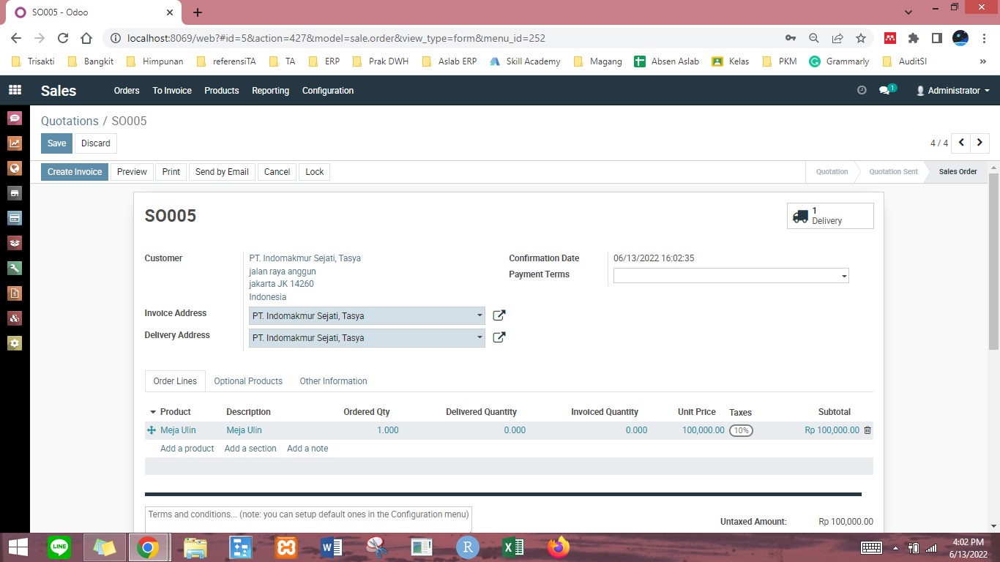 SO005 - Odoo
localhost:8069/web?#id=5&action=427&model=sale.order&view_type=form&menu_id=252
Trisakti Bangkit Himpunan referensiTA TA ERP Prak DWH Aslab ERP Skill Academy Magang Absen Aslab Kelas PKM Grammarly AuditSI »
Sales Orders To Invoice Products Reporting Configuration 1 Administrator
Quotations / SO005
Save Discard 4 / 4
Create Invoice Preview Print Send by Email Cancel Lock Quotation Quotation Sent Sales Order
SO005
1
Delivery
Customer PT. Indomakmur Sejati, Tasya Confirmation Date 06/13/2022 16:02:35
jalan raya anggun Payment Terms
jakarta JK 14260
Indonesia
Invoice Address PT. Indomakmur Sejati, Tasya
Delivery Address PT. Indomakmur Sejati, Tasya
Order Lines Optional Products Other Information
Product Description Ordered Qty Delivered Quantity Invoiced Quantity Unit Price Taxes Subtotal
Meja Ulin Meja Ulin 1.000 0.000 0.000 100,000.00 10% Rp 100,000.00
Add a product Add a section Add a note
Terms and conditions... (note: you can setup default ones in the Configuration menu)
Untaxed Amount: Rp 100,000.00
LINE W R X
4:02 PM
6/13/2022